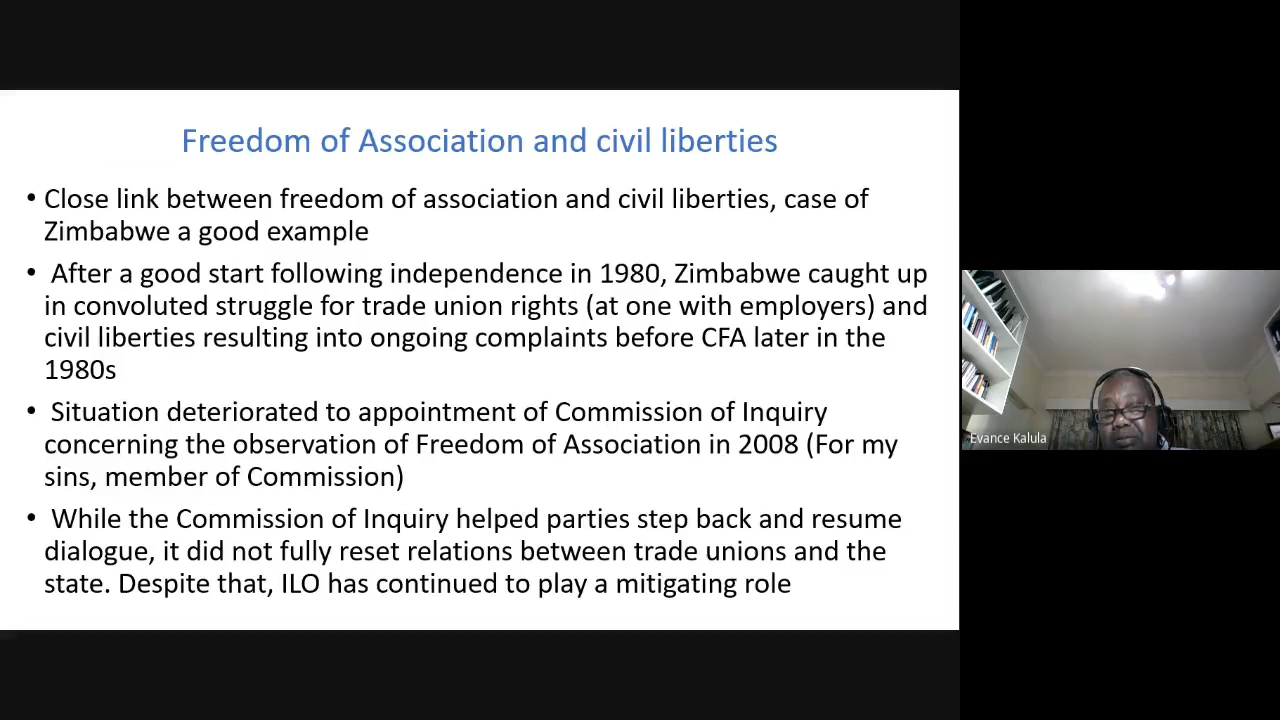 Freedom of Association and civil liberties
• Close link between freedom of association and civil liberties, case of
Zimbabwe a good example
• After a good start following independence in 1980, Zimbabwe caught up
in convoluted struggle for trade union rights (at one with employers) and
civil liberties resulting into ongoing complaints before CFA later in the
1980s
• Situation deteriorated to appointment of Commission of Inquiry
concerning the observation of Freedom of Association in 2008 (For my
sins, member of Commission)
• While the Commission of Inquiry helped parties step back and resume
dialogue, it did not fully reset relations between trade unions and the
state. Despite that, ILO has continued to play a mitigating role
Evance Kalula